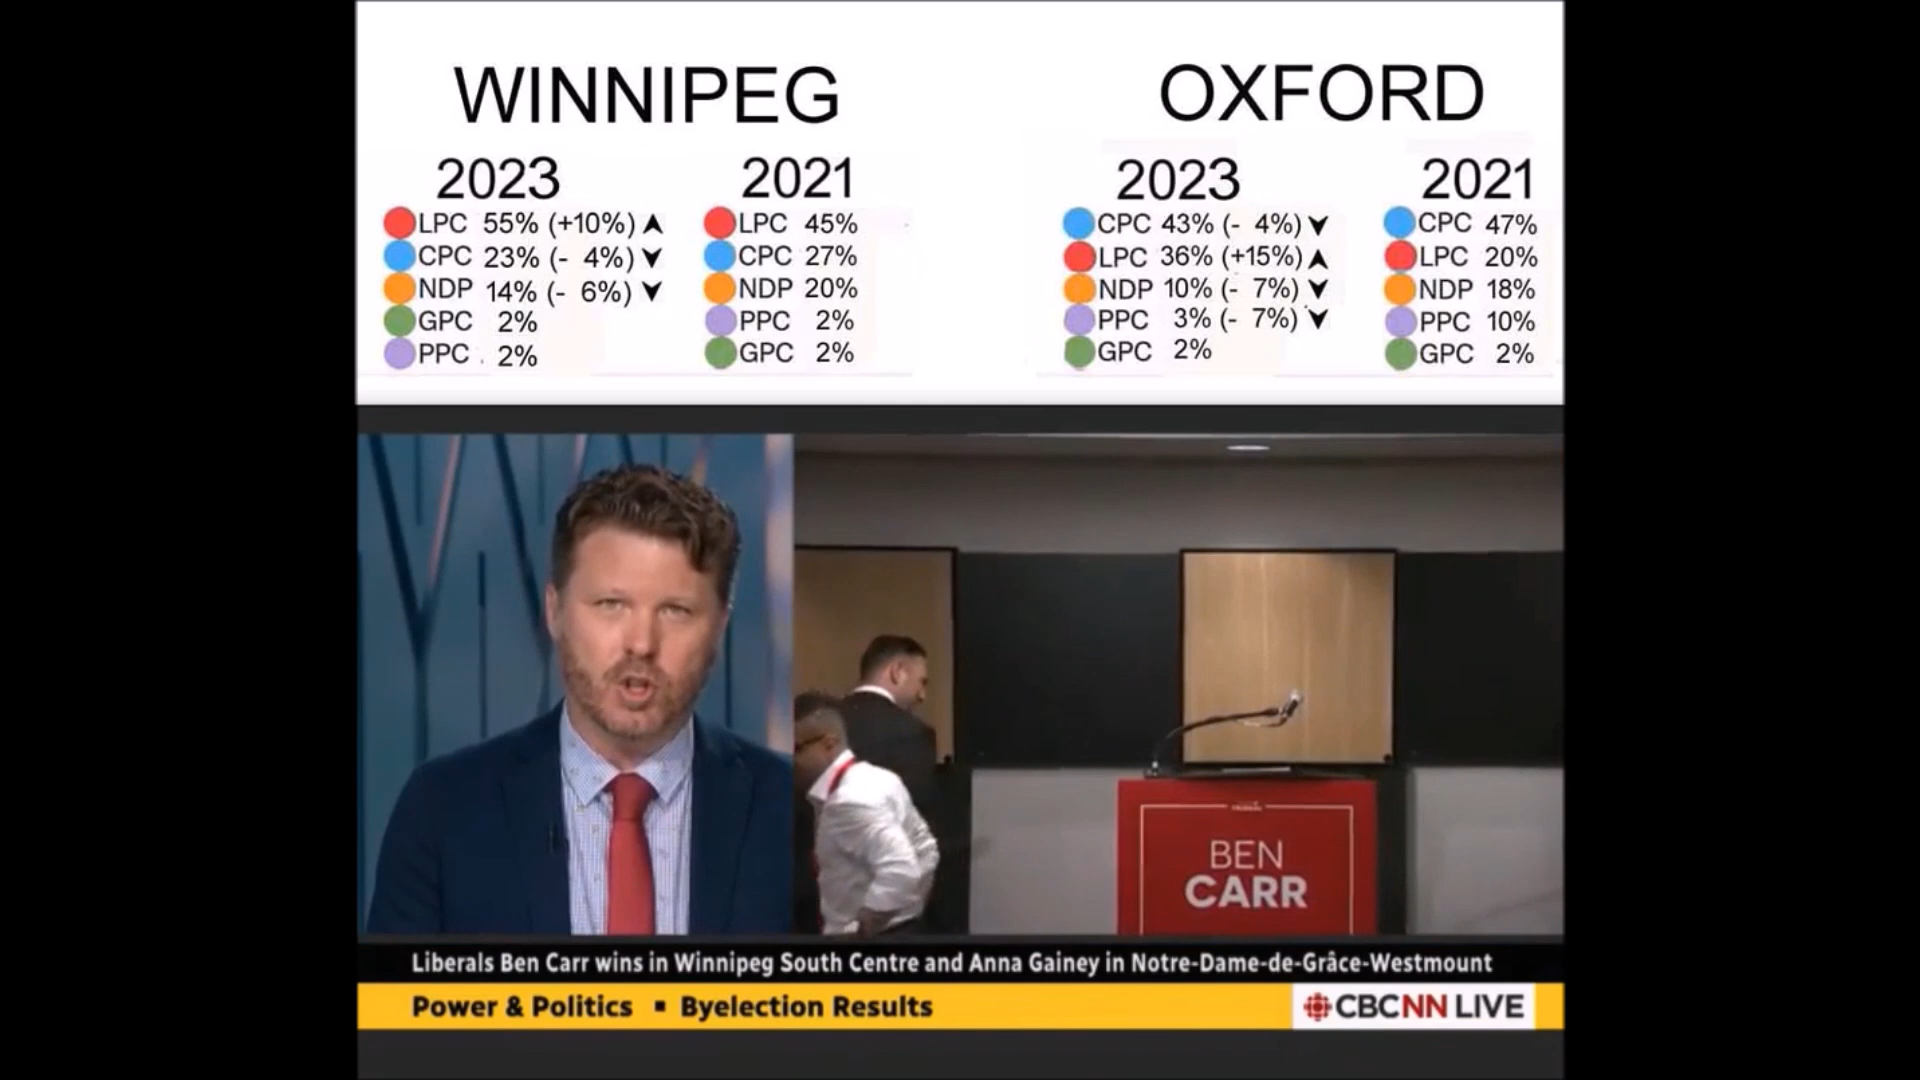 WINNIPEG
2023
LPC 55% (+10%) ⮝
CPC 23% (- 4%) ⮟
NDP 14% (- 6%) ⮟
GPC 2%
PPC . 2%
2021
LPC 45%
CPC 27%
NDP 20%
PPC 2%
GPC 2%
OXFORD
2023
CPC 43% (- 4%) ⮟
LPC 36% (+15%) ⮝
NDP 10% (- 7%) ⮟
PPC 3% (- 7%) ⮟
GPC 2%
2021
CPC 47%
LPC 20%
NDP 18%
PPC 10%
GPC 2%
BEN
CARR
Liberals Ben Carr wins in Winnipeg South Centre and Anna Gainey in Notre-Dame-de-Grâce-Westmount
Power & Politics ▪ Byelection Results
CBCNN LIVE